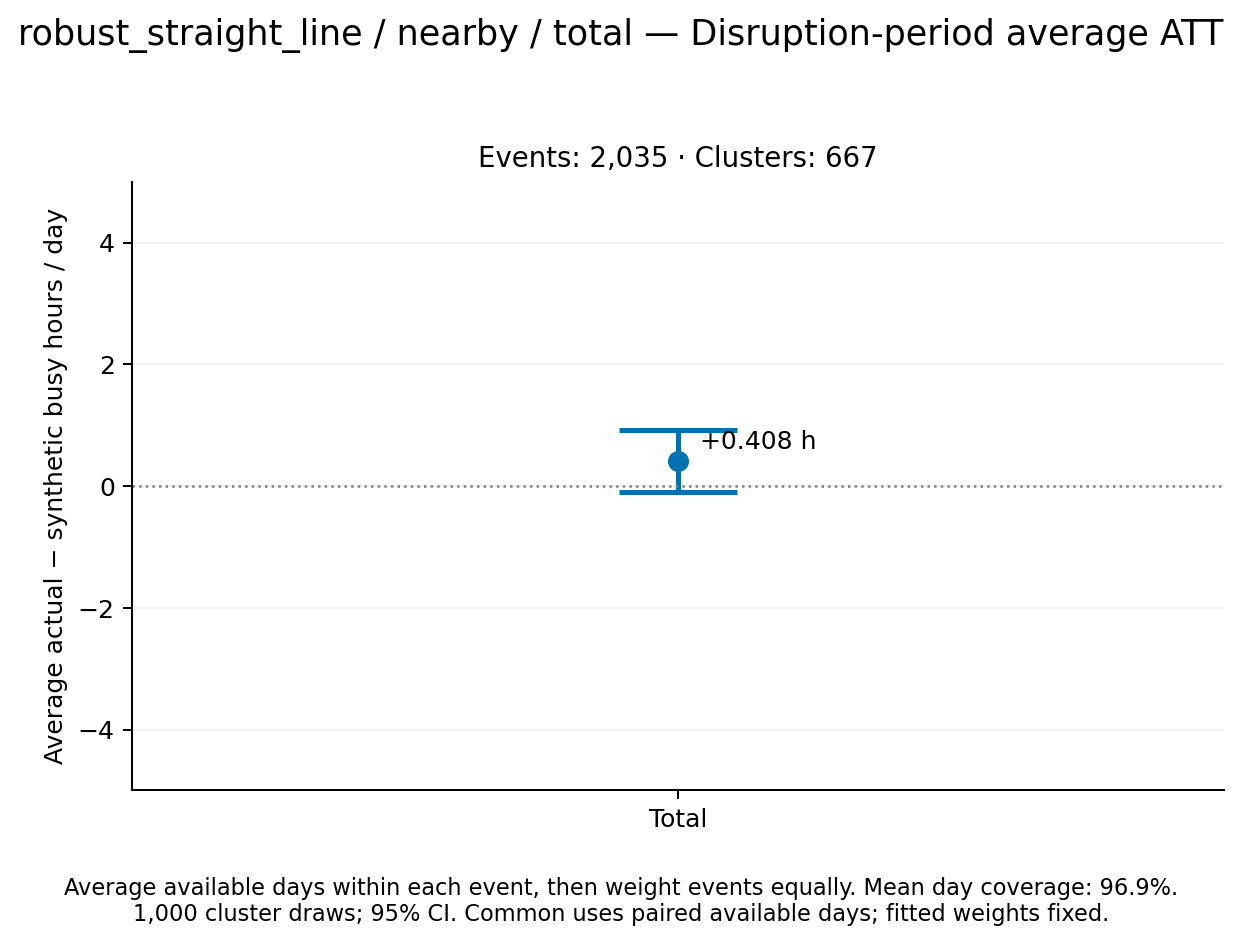 robust_straight_line / nearby / total — Disruption-period average ATT
Events: 2,035 · Clusters: 667
Average actual − synthetic busy hours / day
4
2
0
−2
−4
+0.408 h
Total
Average available days within each event, then weight events equally. Mean day coverage: 96.9%.
1,000 cluster draws; 95% CI. Common uses paired available days; fitted weights fixed.